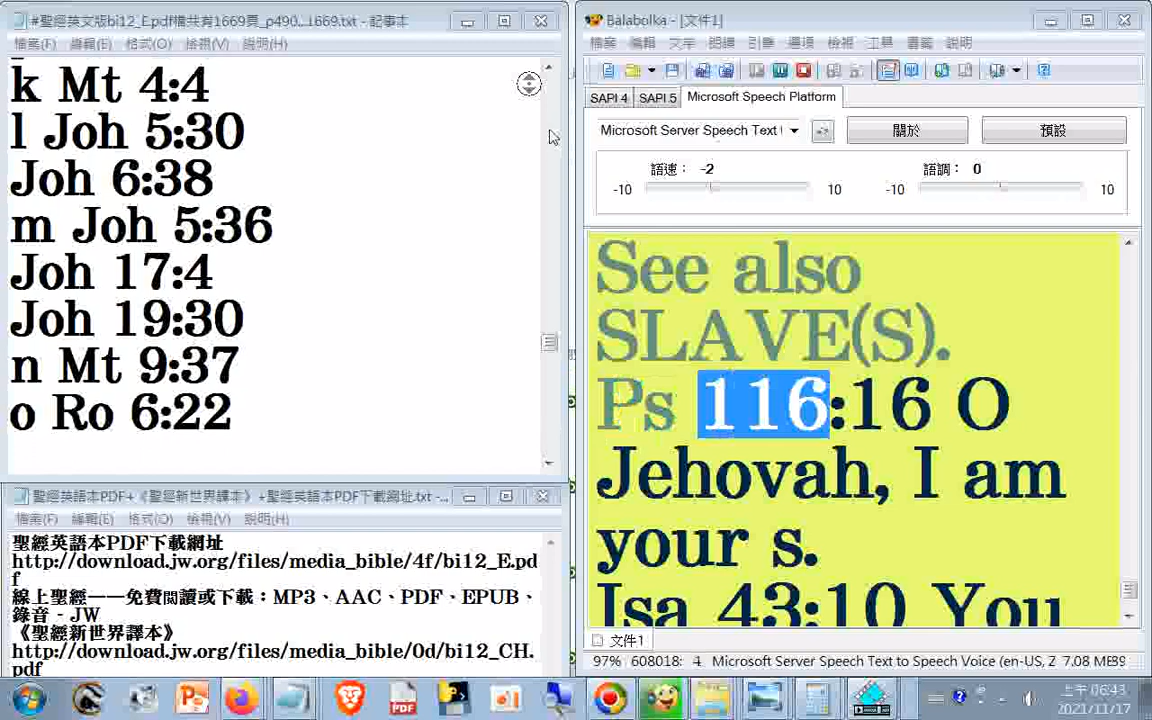 #聖經英文版bi12_E.pdf檔共有1669頁_p490...1669.txt - 記事本
檔案(F) 編輯(E) 格式(O) 檢視(V) 說明(H)
k Mt 4:4
l Joh 5:30
Joh 6:38
m Joh 5:36
Joh 17:4
Joh 19:30
n Mt 9:37
o Ro 6:22
聖經英語本PDF+《聖經新世界譯本》+聖經英語本PDF下載網址.txt - ...
檔案(F) 編輯(E) 格式(O) 檢視(V) 說明(H)
聖經英語本PDF下載網址
http://download.jw.org/files/media_bible/4f/bi12_E.pd
f
線上聖經——免費閱讀或下載：MP3、AAC、PDF、EPUB、
錄音 - JW
《聖經新世界譯本》
http://download.jw.org/files/media_bible/0d/bi12_CH.
pdf
Balabolka - [文件1]
檔案 編輯 文字 朗讀 引擎 選項 檢視 工具 書籤 說明
SAPI 4 SAPI 5 Microsoft Speech Platform
Microsoft Server Speech Text 關於 預設
語速： -2 語調： 0
-10 10 -10 10
See also
SLAVE(S).
Ps 116:16 O
Jehovah, I am
your s.
Isa 43:10 You
文件1
97% 608018: 4 Microsoft Server Speech Text to Speech Voice (en-US, Z 7.08 MB
上午 06:43
2021/11/17